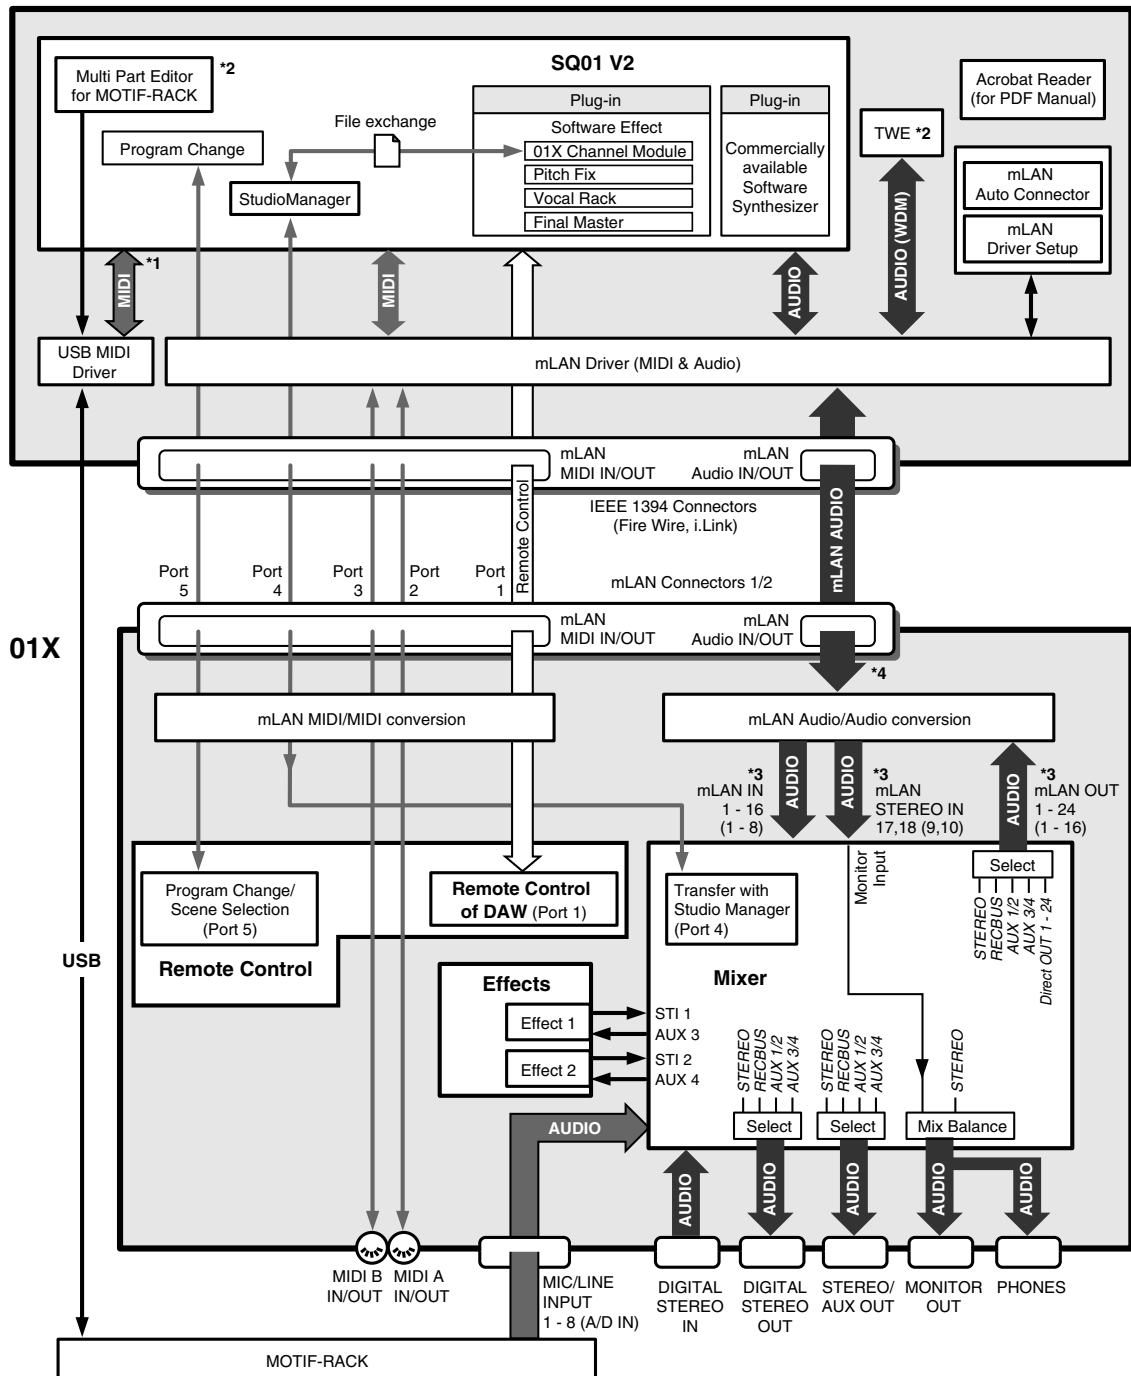 SQ01 V2
Multi Part Editor
for MOTIF-RACK
*2
Program Change
File exchange
StudioManager
Plug-in
Software Effect
01X Channel Module
Pitch Fix
Vocal Rack
Final Master
Plug-in
Commercially
available
Software
Synthesizer
TWE *2
Acrobat Reader
(for PDF Manual)
mLAN
Auto Connector
mLAN
Driver Setup
MIDI
*1
MIDI
AUDIO
AUDIO (WDM)
USB MIDI
Driver
mLAN Driver (MIDI & Audio)
mLAN
MIDI IN/OUT
mLAN
Audio IN/OUT
IEEE 1394 Connectors
(Fire Wire, i.Link)
Remote Control
mLAN AUDIO
Port
5
Port
4
Port
3
Port
2
Port
1
mLAN Connectors 1/2
mLAN
MIDI IN/OUT
mLAN
Audio IN/OUT
01X
*4
mLAN MIDI/MIDI conversion
mLAN Audio/Audio conversion
*3
mLAN IN
1 - 16
(1 - 8)
AUDIO
AUDIO
*3
mLAN
STEREO IN
17,18 (9,10)
AUDIO
*3
mLAN OUT
1 - 24
(1 - 16)
Monitor
Input
Select
STEREO
RECBUS
AUX 1/2
AUX 3/4
Direct OUT 1 - 24
Program Change/
Scene Selection
(Port 5)
Remote Control
of DAW (Port 1)
Remote Control
Transfer with
Studio Manager
(Port 4)
Mixer
USB
Effects
Effect 1
Effect 2
STI 1
AUX 3
STI 2
AUX 4
STEREO
RECBUS
AUX 1/2
AUX 3/4
STEREO
RECBUS
AUX 1/2
AUX 3/4
STEREO
Select
Select
Mix Balance
AUDIO
AUDIO
AUDIO
AUDIO
AUDIO
AUDIO
MIDI B
IN/OUT
MIDI A
IN/OUT
MIC/LINE
INPUT
1 - 8 (A/D IN)
DIGITAL
STEREO
IN
DIGITAL
STEREO
OUT
STEREO/
AUX OUT
MONITOR
OUT
PHONES
MOTIF-RACK